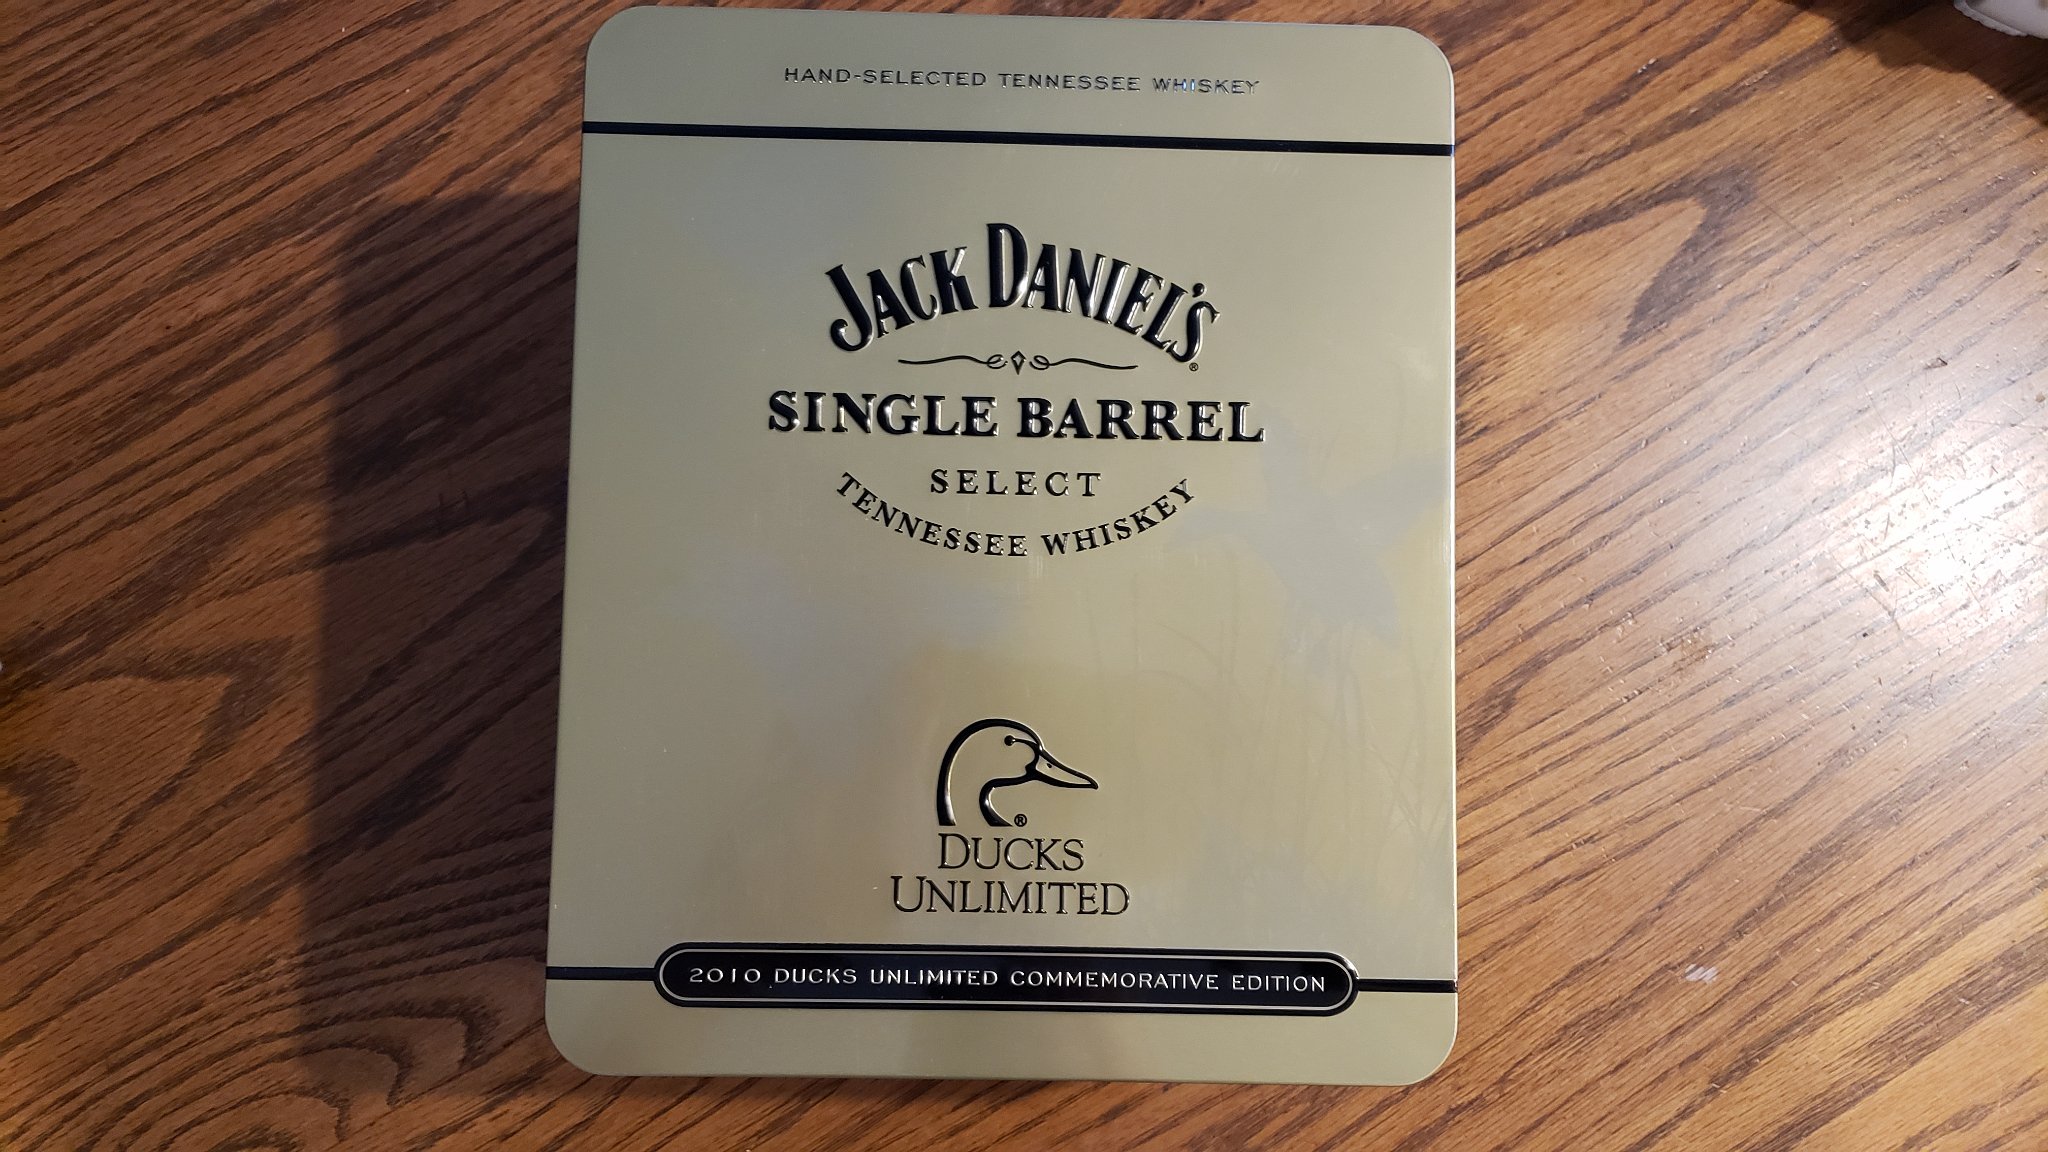 HAND-SELECTED TENNESSEE WHISKEY
JACK DANIEL'S®
SINGLE BARREL
SELECT
TENNESSEE WHISKEY
®
DUCKS
UNLIMITED
2010 DUCKS UNLIMITED COMMEMORATIVE EDITION